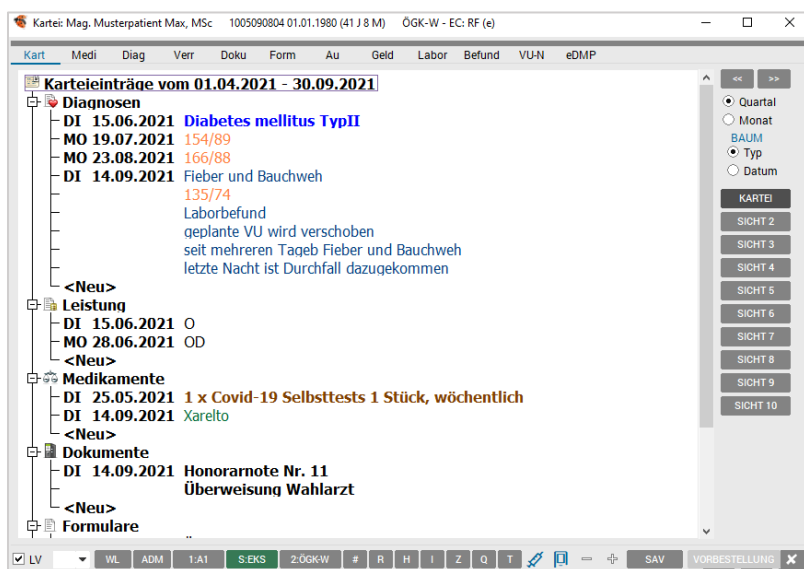 Kartei: Mag. Musterpatient Max, MSc 1005090804 01.01.1980 (41 J 8 M) ÖGK-W - EC: RF (e)
Kart Medi Diag Verr Doku Form Au Geld Labor Befund VU-N eDMP
Karteieinträge vom 01.04.2021 - 30.09.2021
Diagnosen
DI 15.06.2021 Diabetes mellitus TypII
MO 19.07.2021 154/89
MO 23.08.2021 166/88
DI 14.09.2021 Fieber und Bauchweh
135/74
Laborbefund
geplante VU wird verschoben
seit mehreren Tageb Fieber und Bauchweh
letzte Nacht ist Durchfall dazugekommen
<Neu>
Leistung
DI 15.06.2021 O
MO 28.06.2021 OD
<Neu>
Medikamente
DI 25.05.2021 1 x Covid-19 Selbsttests 1 Stück, wöchentlich
DI 14.09.2021 Xarelto
<Neu>
Dokumente
DI 14.09.2021 Honorarnote Nr. 11
Überweisung Wahlarzt
<Neu>
Formulare
<< >>
Quartal
Monat
BAUM
Typ
Datum
KARTEI
SICHT 2
SICHT 3
SICHT 4
SICHT 5
SICHT 6
SICHT 7
SICHT 8
SICHT 9
SICHT 10
LV WL ADM 1:A1 S:EKS 2:ÖGK-W # R H I Z Q T SAV VORBESTELLUNG